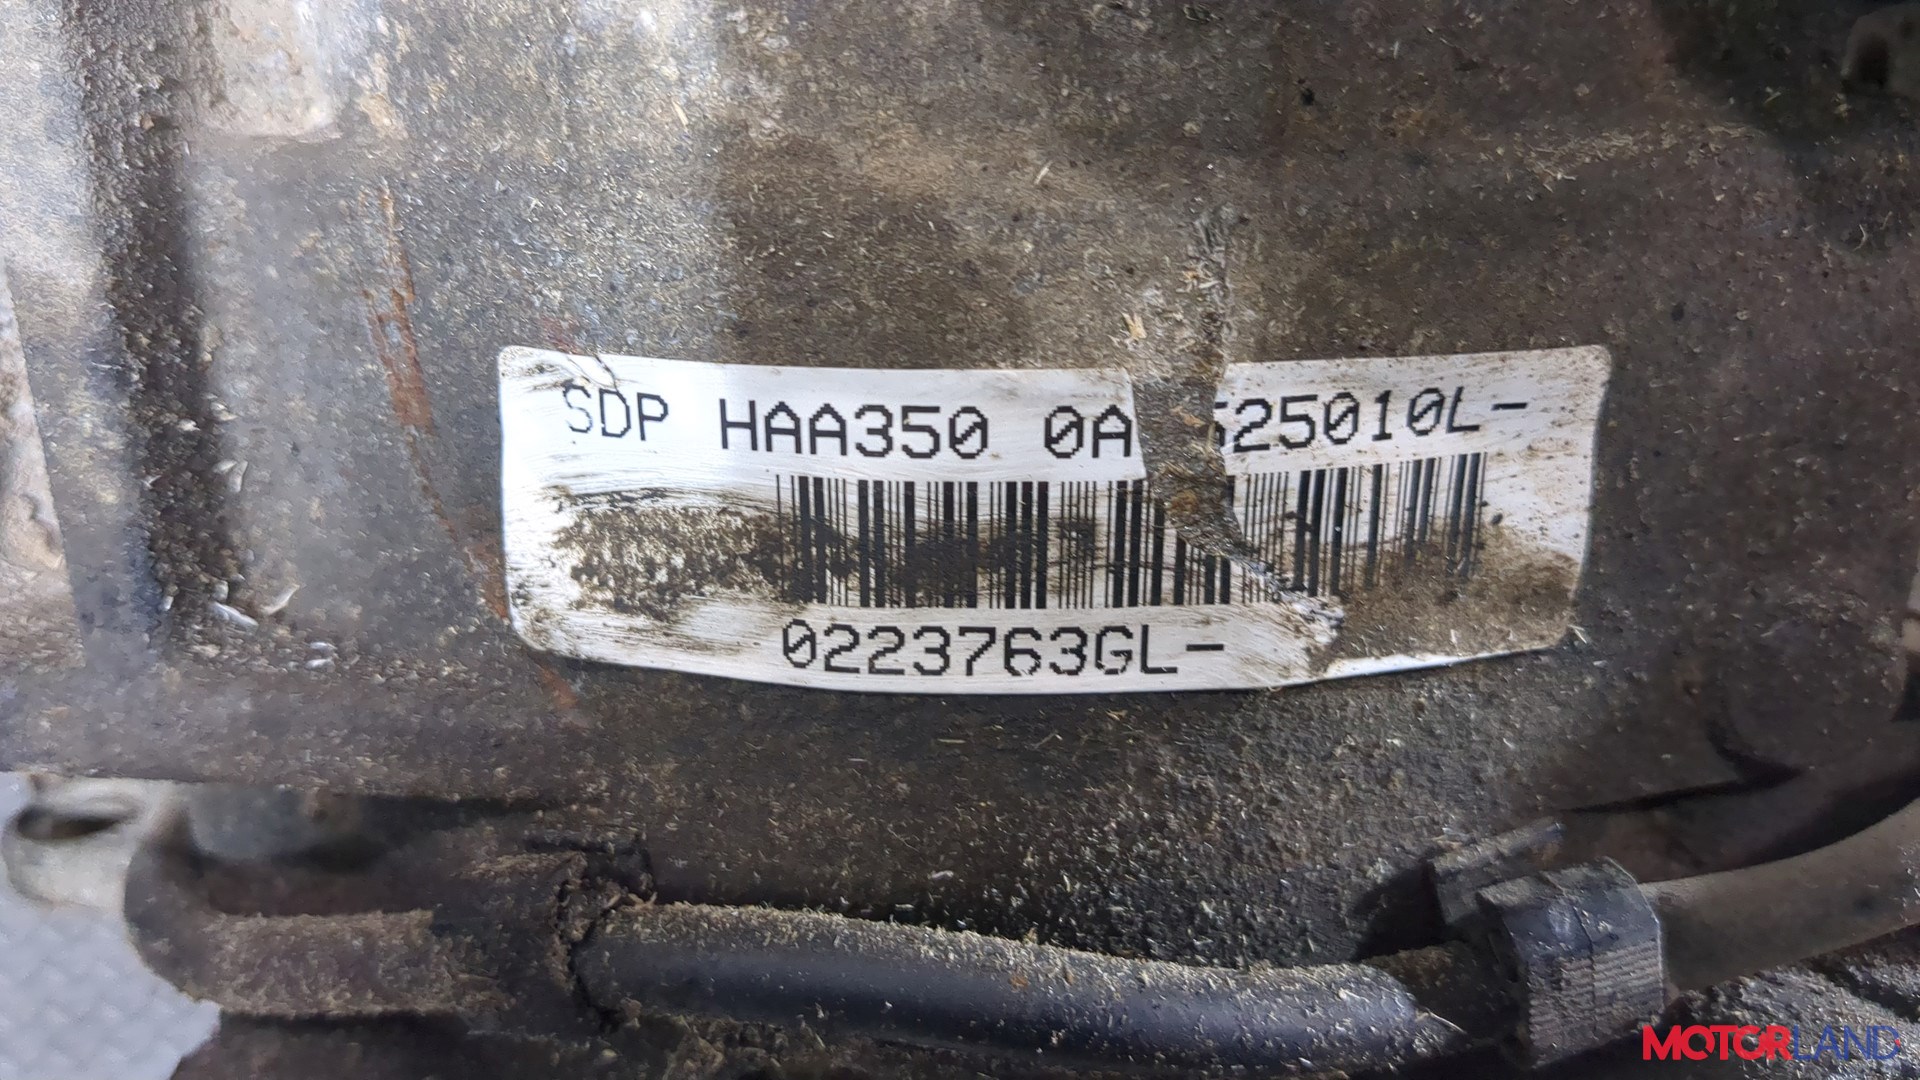 SDP HAA350 0A 525010L-
0223763GL-
MOTORLAND